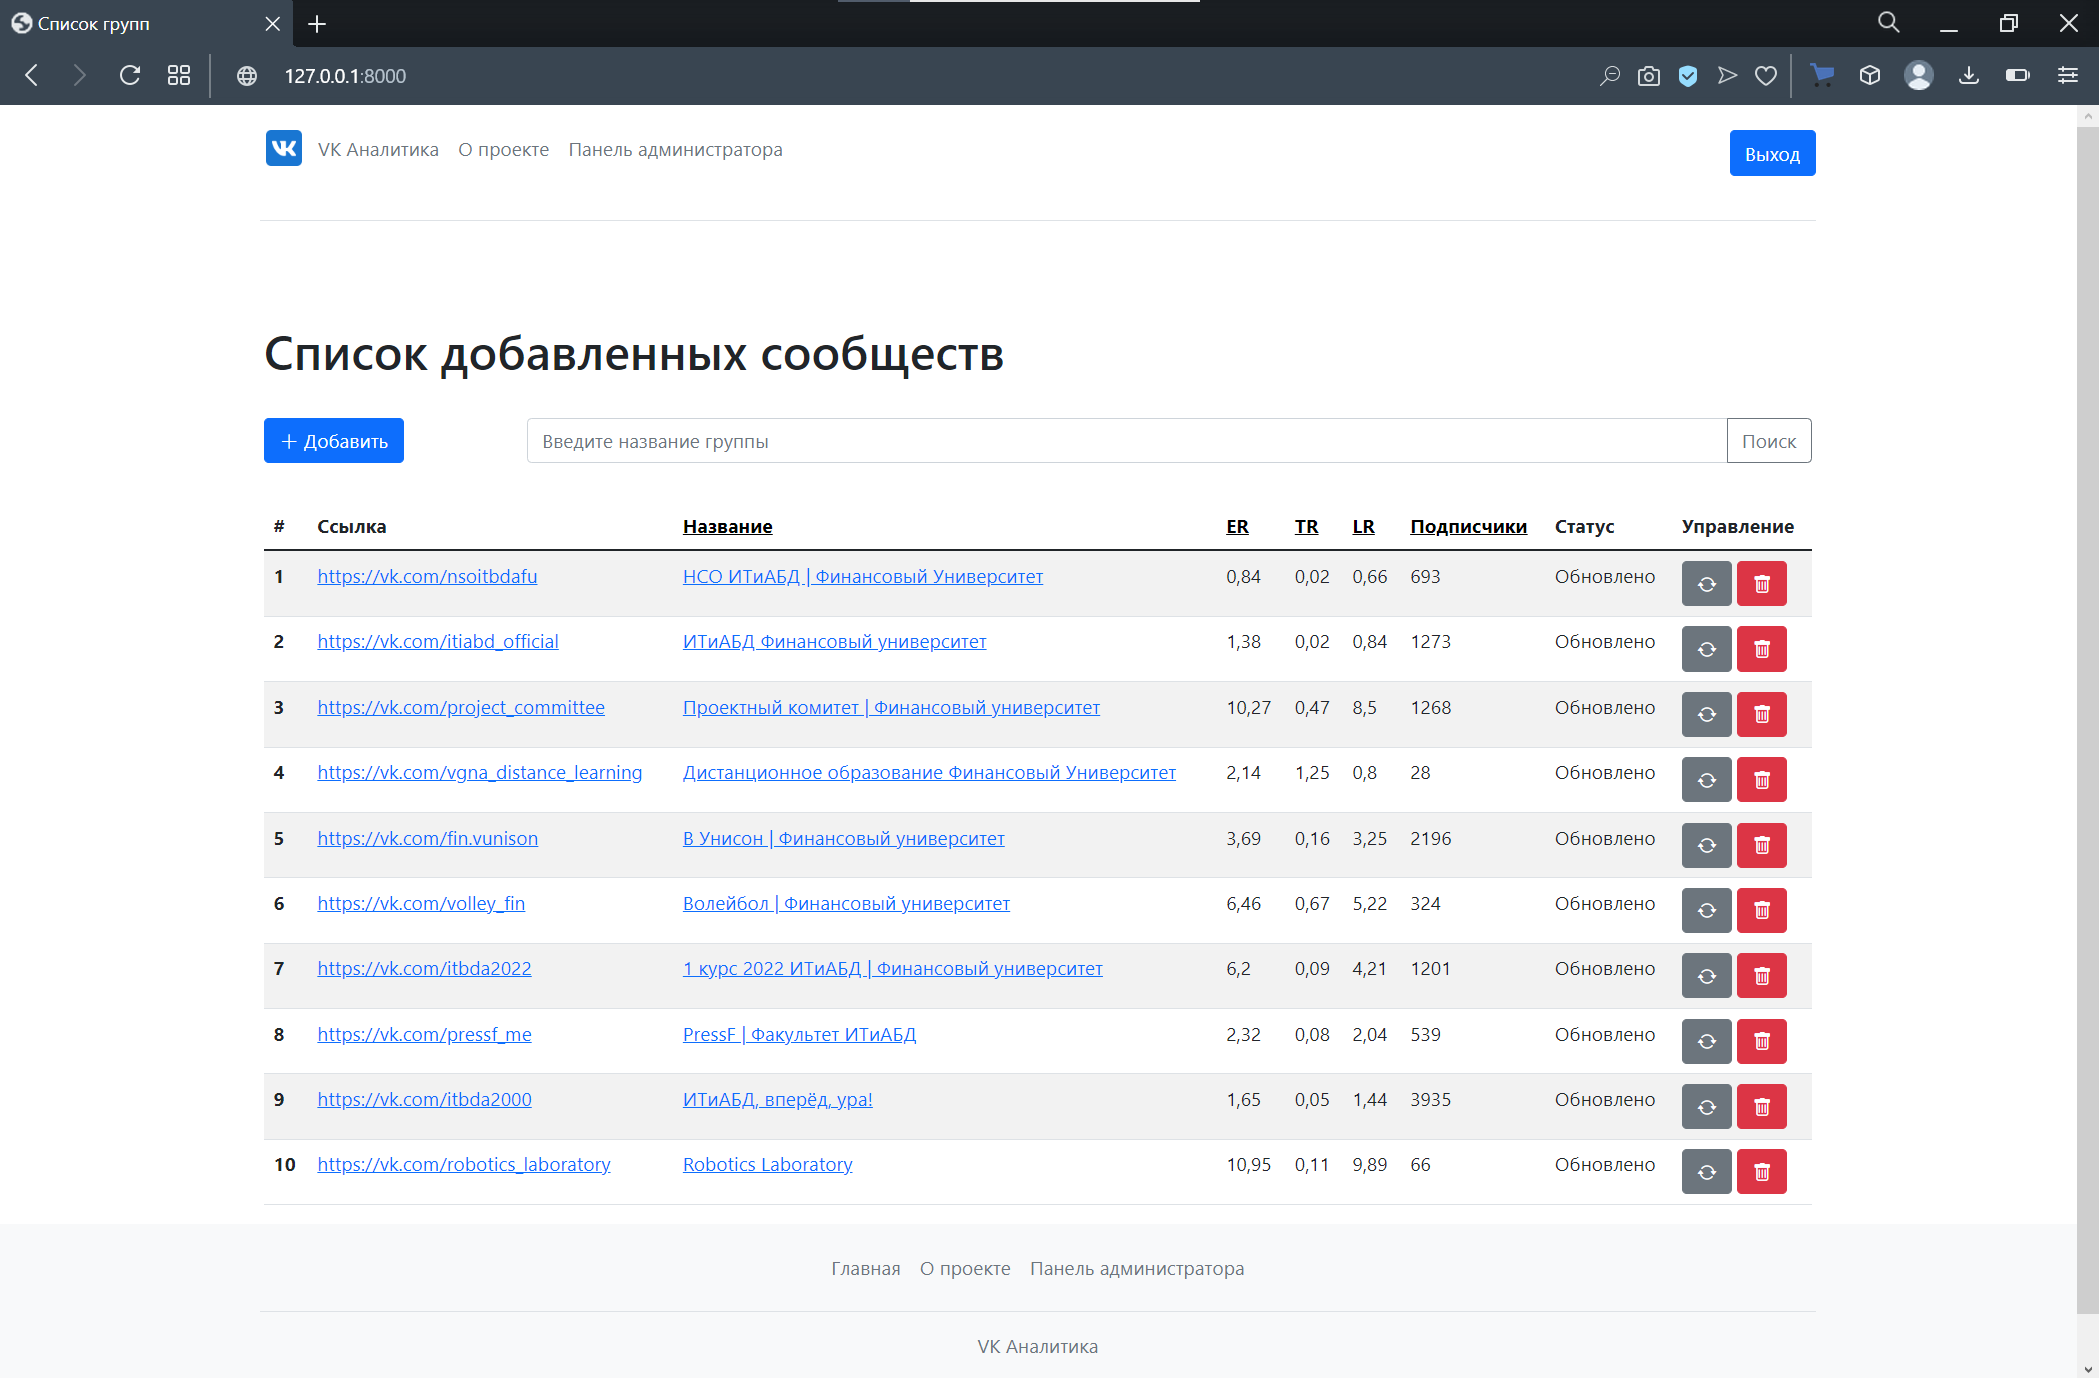 Список групп
127.0.0.1:8000
VK Аналитика О проекте Панель администратора Выход
Список добавленных сообществ
+ Добавить Введите название группы Поиск
# Ссылка Название ER TR LR Подписчики Статус Управление
1 https://vk.com/nsoitbdafu НСО ИТиАБД | Финансовый Университет 0,84 0,02 0,66 693 Обновлено
2 https://vk.com/itiabd_official ИТиАБД Финансовый университет 1,38 0,02 0,84 1273 Обновлено
3 https://vk.com/project_committee Проектный комитет | Финансовый университет 10,27 0,47 8,5 1268 Обновлено
4 https://vk.com/vgna_distance_learning Дистанционное образование Финансовый Университет 2,14 1,25 0,8 28 Обновлено
5 https://vk.com/fin.vunison В Унисон | Финансовый университет 3,69 0,16 3,25 2196 Обновлено
6 https://vk.com/volley_fin Волейбол | Финансовый университет 6,46 0,67 5,22 324 Обновлено
7 https://vk.com/itbda2022 1 курс 2022 ИТиАБД | Финансовый университет 6,2 0,09 4,21 1201 Обновлено
8 https://vk.com/pressf_me PressF | Факультет ИТиАБД 2,32 0,08 2,04 539 Обновлено
9 https://vk.com/itbda2000 ИТиАБД, вперёд, ура! 1,65 0,05 1,44 3935 Обновлено
10 https://vk.com/robotics_laboratory Robotics Laboratory 10,95 0,11 9,89 66 Обновлено
Главная О проекте Панель администратора
VK Аналитика